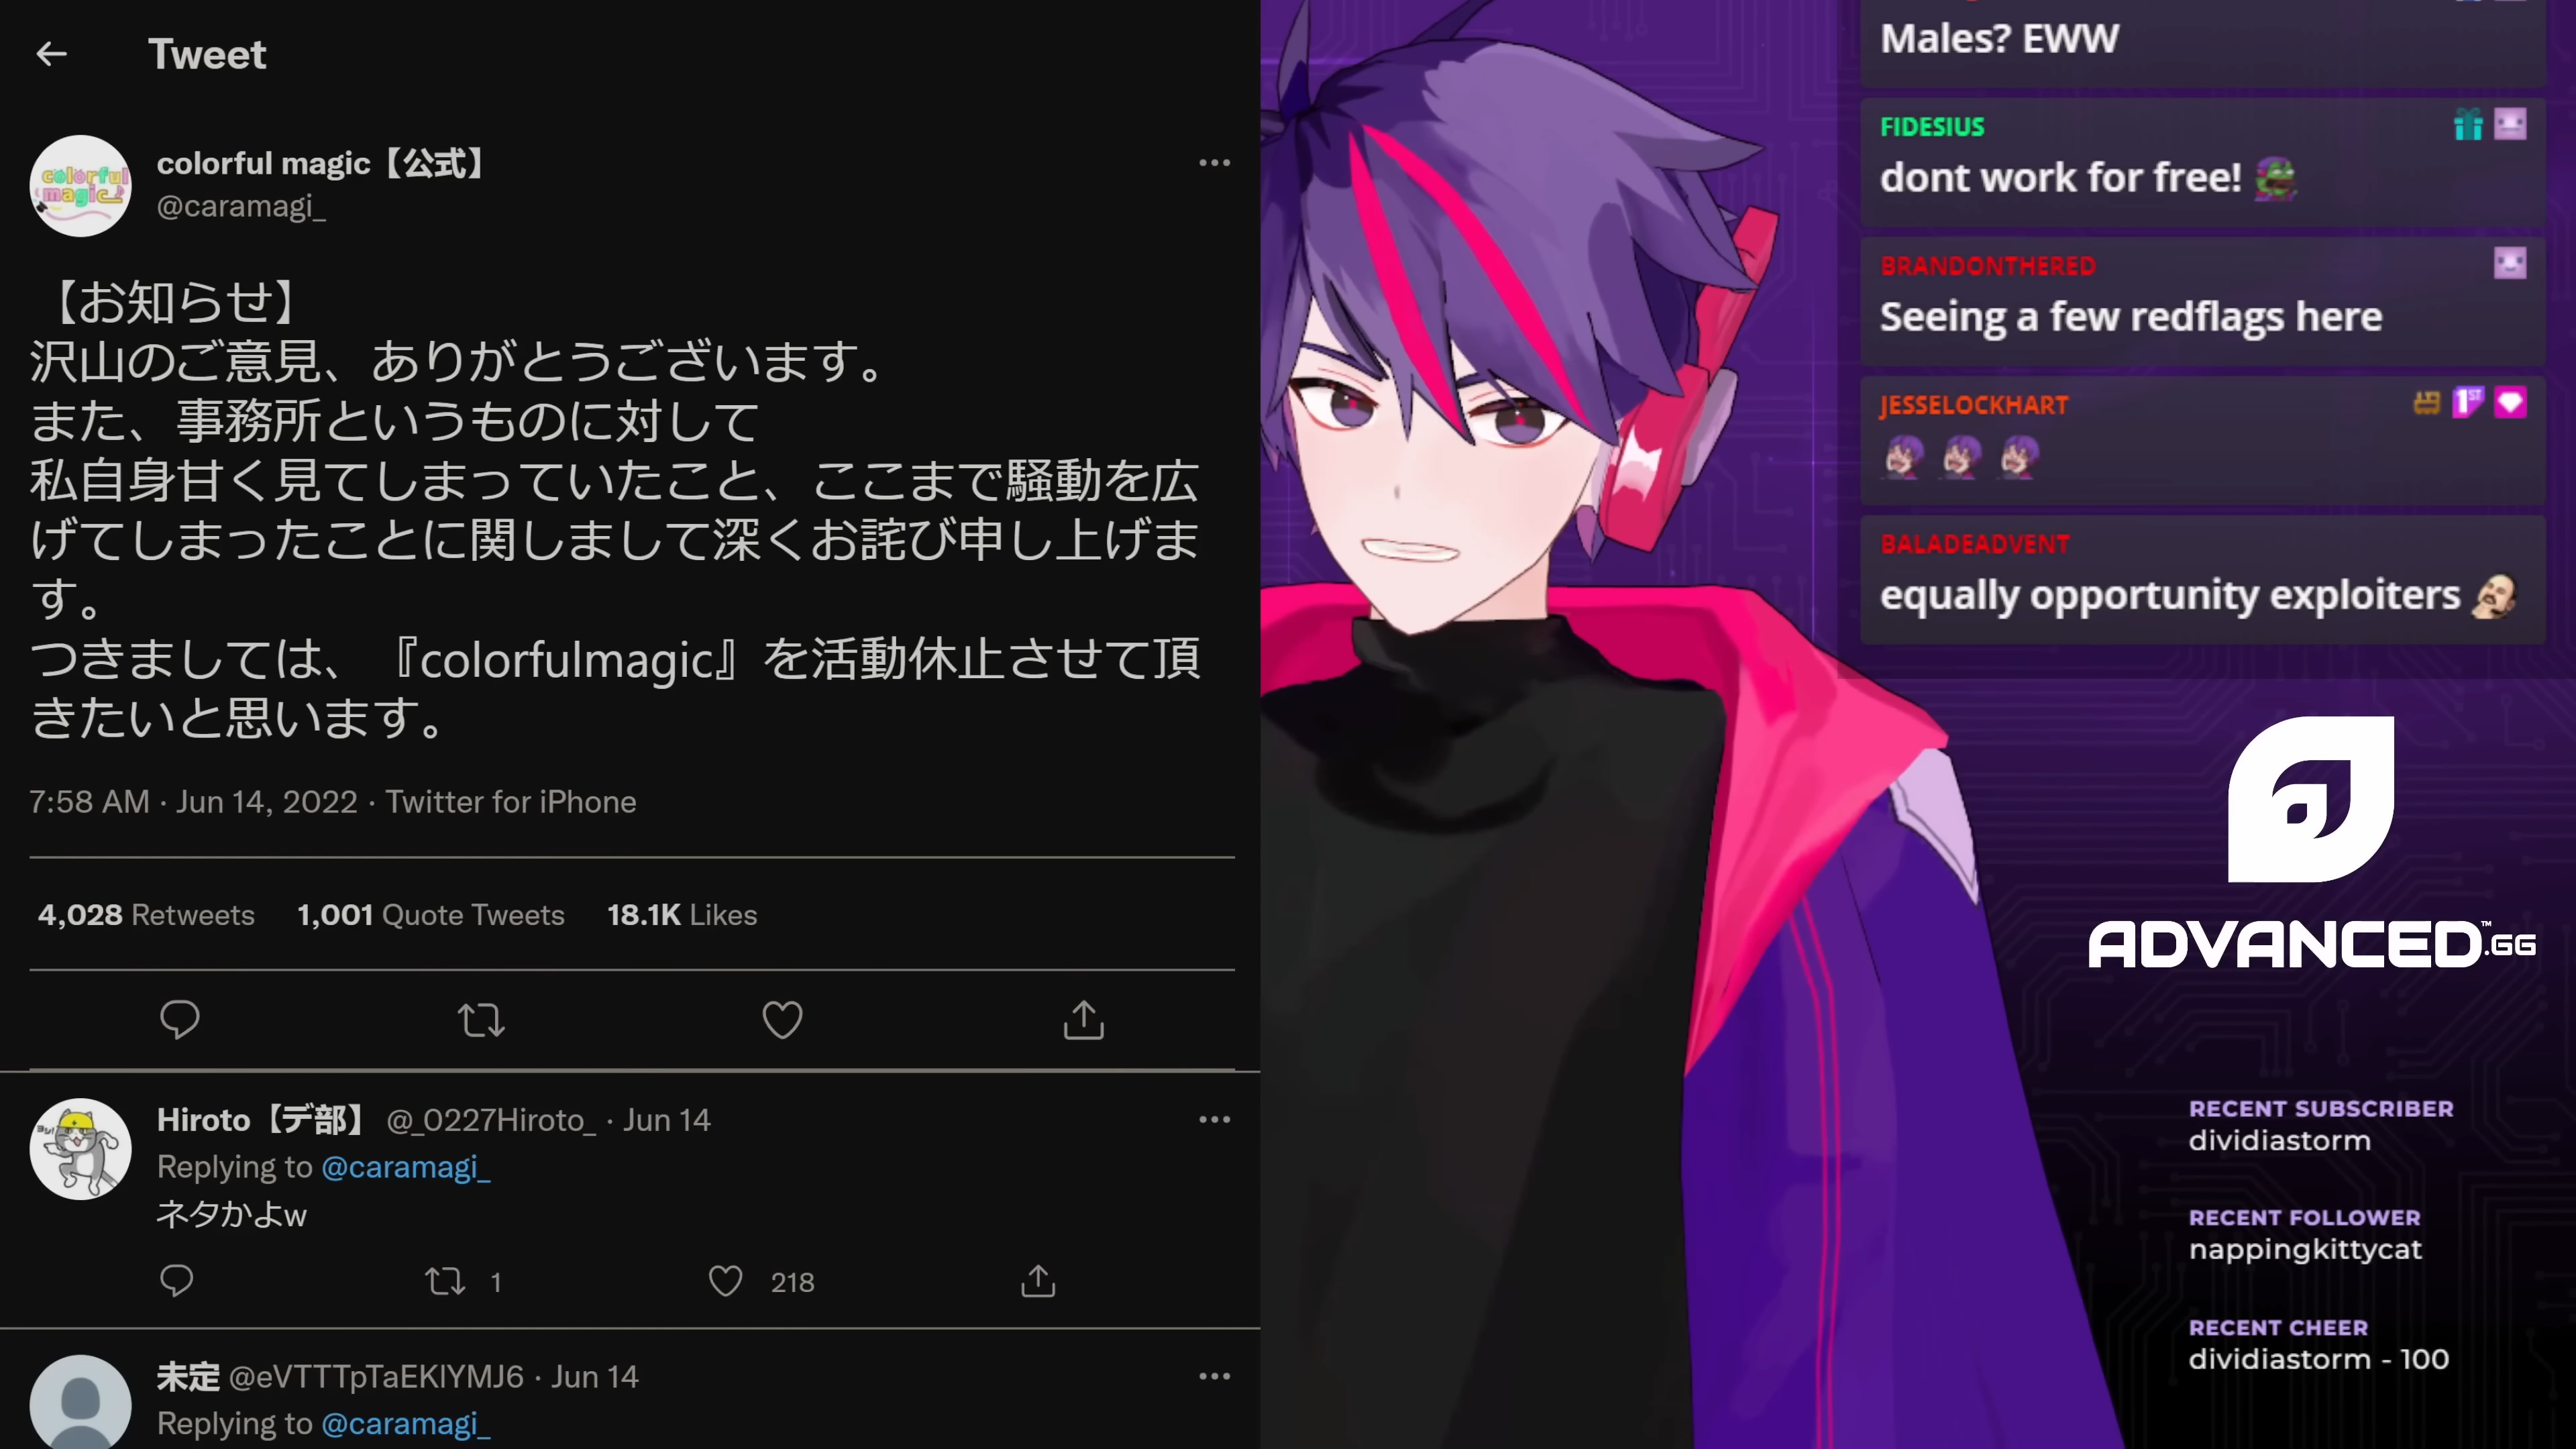 Tweet
colorful magic
colorful magic【公式】
@caramagi_
【お知らせ】
沢山のご意見、ありがとうございます。
また、事務所というものに対して
私自身甘く見てしまっていたこと、ここまで騒動を広
げてしまったことに関しまして深くお詫び申し上げま
す。
つきましては、『colorfulmagic』を活動休止させて頂
きたいと思います。
7:58 AM · Jun 14, 2022 · Twitter for iPhone
4,028 Retweets 1,001 Quote Tweets 18.1K Likes
Hiroto【デ部】 @_0227Hiroto_ · Jun 14
Replying to @caramagi_
ネタかよw
1 218
未定 @eVTTTpTaEKlYMJ6 · Jun 14
Replying to @caramagi_
Males? EWW
FIDESIUS
dont work for free!
BRANDONTHERED
Seeing a few redflags here
JESSELOCKHART
1ST
BALADEADVENT
equally opportunity exploiters
ADVANCED™.GG
RECENT SUBSCRIBER
dividiastorm
RECENT FOLLOWER
nappingkittycat
RECENT CHEER
dividiastorm - 100